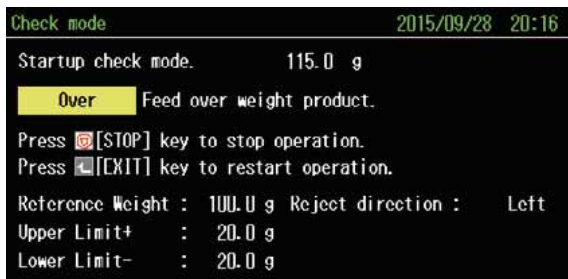 Check mode 2015/09/28 20:16
Startup check mode. 115.0 g
Over Feed over weight product.
Press [STOP] key to stop operation.
Press [EXIT] key to restart operation.
Reference Weight : 100.0 g Reject direction : Left
Upper Limit+ : 20.0 g
Lower Limit- : 20.0 g